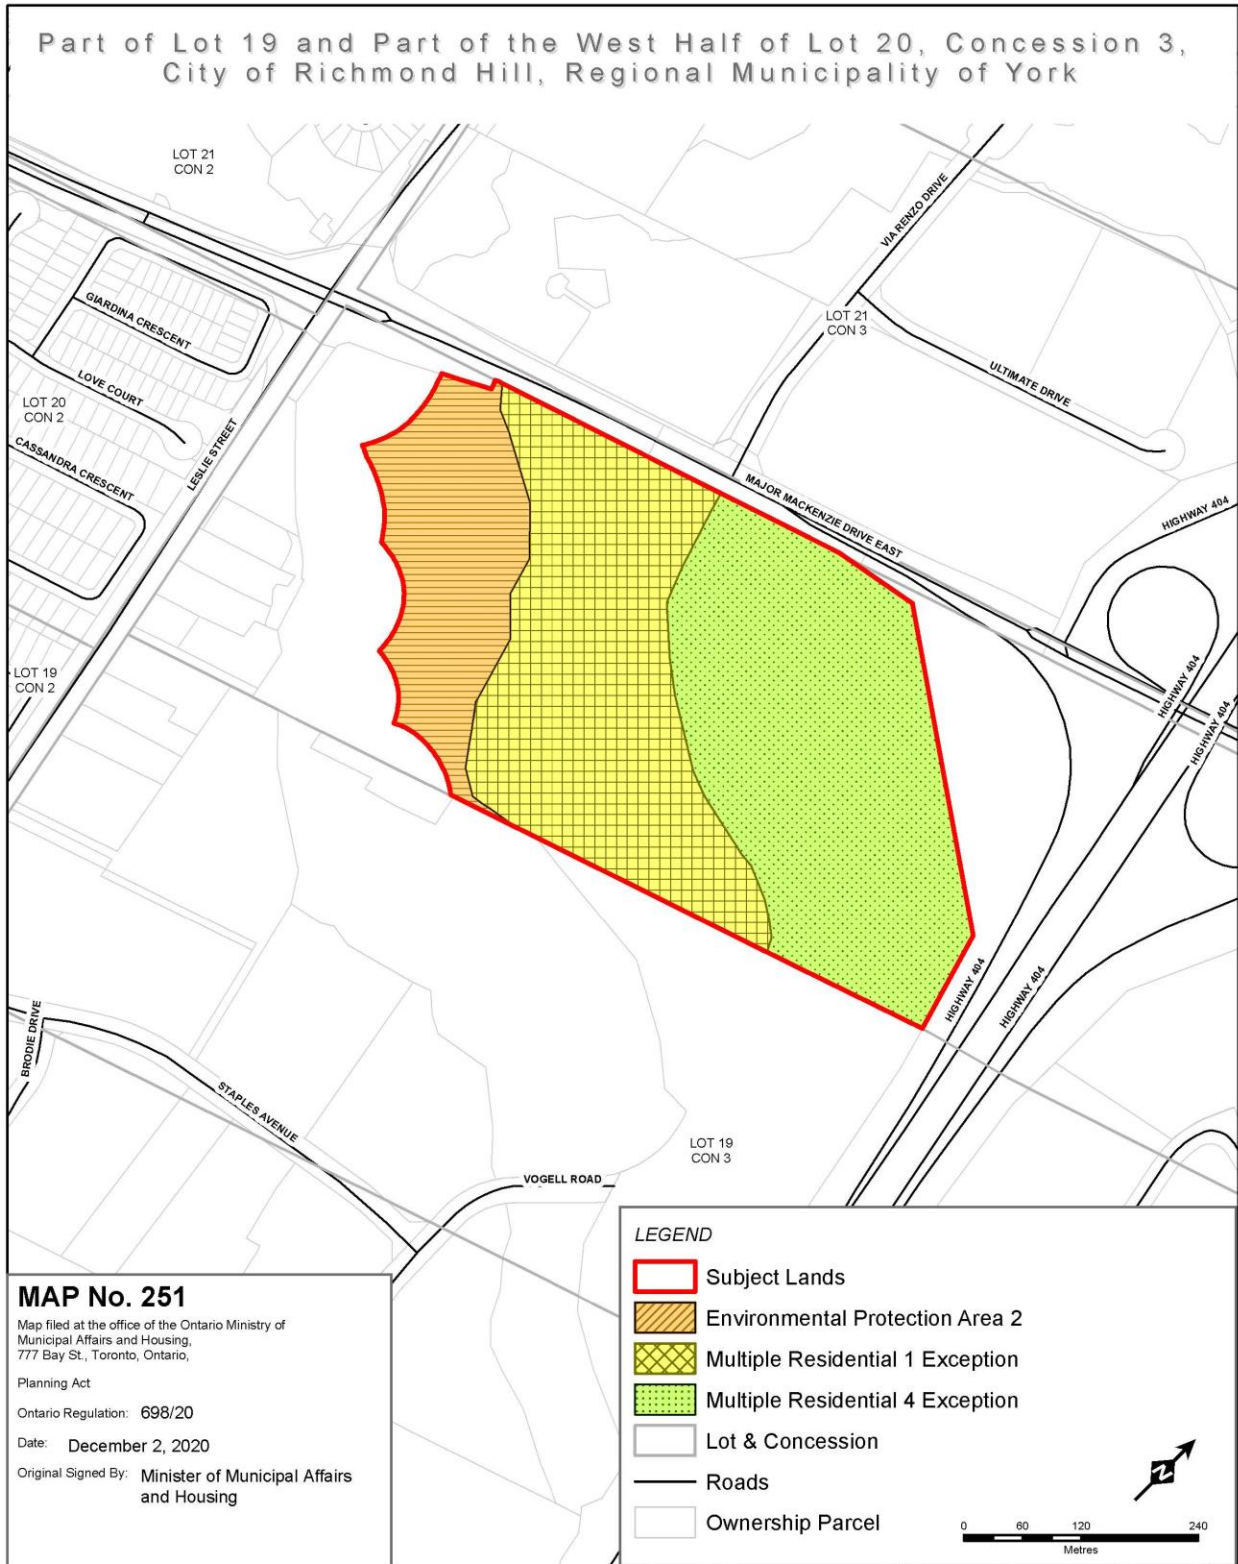 Part of Lot 19 and Part of the West Half of Lot 20, Concession 3,
City of Richmond Hill, Regional Municipality of York
LOT 21
CON 2
VIA RENZO DRIVE
GIARDINA CRESCENT
LOT 21
CON 3
LOVE COURT
ULTIMATE DRIVE
LOT 20
CON 2
CASSANDRA CRESCENT
LESLIE STREET
MAJOR MACKENZIE DRIVE EAST
HIGHWAY 404
LOT 19
CON 2
HIGHWAY 404
HIGHWAY 404
HIGHWAY 404
HIGHWAY 404
BRODIE DRIVE
STAPLES AVENUE
LOT 19
CON 3
VOGELL ROAD
MAP No. 251
Map filed at the office of the Ontario Ministry of
Municipal Affairs and Housing,
777 Bay St., Toronto, Ontario,
Planning Act
Ontario Regulation: 698/20
Date: December 2, 2020
Original Signed By: Minister of Municipal Affairs
and Housing
LEGEND
Subject Lands
Environmental Protection Area 2
Multiple Residential 1 Exception
Multiple Residential 4 Exception
Lot & Concession
Roads
Ownership Parcel
N
0 60 120 240
Metres